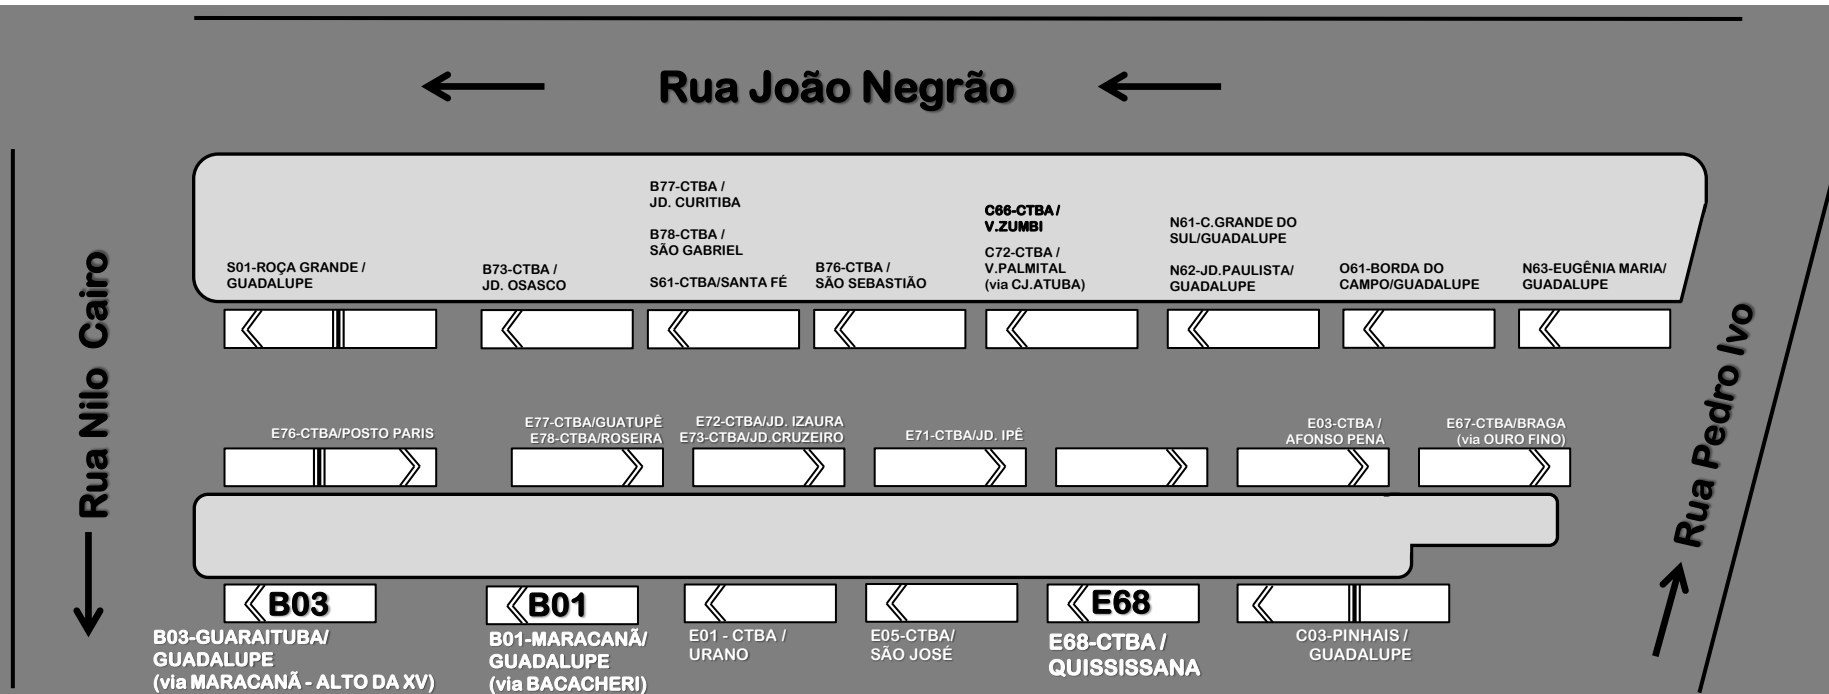 Rua João Negrão
Rua Nilo Cairo
Rua Pedro Ivo
S01-ROÇA GRANDE /
GUADALUPE
B73-CTBA /
JD. OSASCO
B77-CTBA /
JD. CURITIBA
B78-CTBA /
SÃO GABRIEL
S61-CTBA/SANTA FÉ
B76-CTBA /
SÃO SEBASTIÃO
C66-CTBA /
V.ZUMBI
C72-CTBA /
V.PALMITAL
(via CJ.ATUBA)
N61-C.GRANDE DO
SUL/GUADALUPE
N62-JD.PAULISTA/
GUADALUPE
O61-BORDA DO
CAMPO/GUADALUPE
N63-EUGÊNIA MARIA/
GUADALUPE
E76-CTBA/POSTO PARIS
E77-CTBA/GUATUPÊ
E78-CTBA/ROSEIRA
E72-CTBA/JD. IZAURA
E73-CTBA/JD.CRUZEIRO
E71-CTBA/JD. IPÊ
E03-CTBA /
AFONSO PENA
E67-CTBA/BRAGA
(via OURO FINO)
B03
B03-GUARAITUBA/
GUADALUPE
(via MARACANÃ - ALTO DA XV)
B01
B01-MARACANÃ/
GUADALUPE
(via BACACHERI)
E01 - CTBA /
URANO
E05-CTBA/
SÃO JOSÉ
E68
E68-CTBA /
QUISSISSANA
C03-PINHAIS /
GUADALUPE